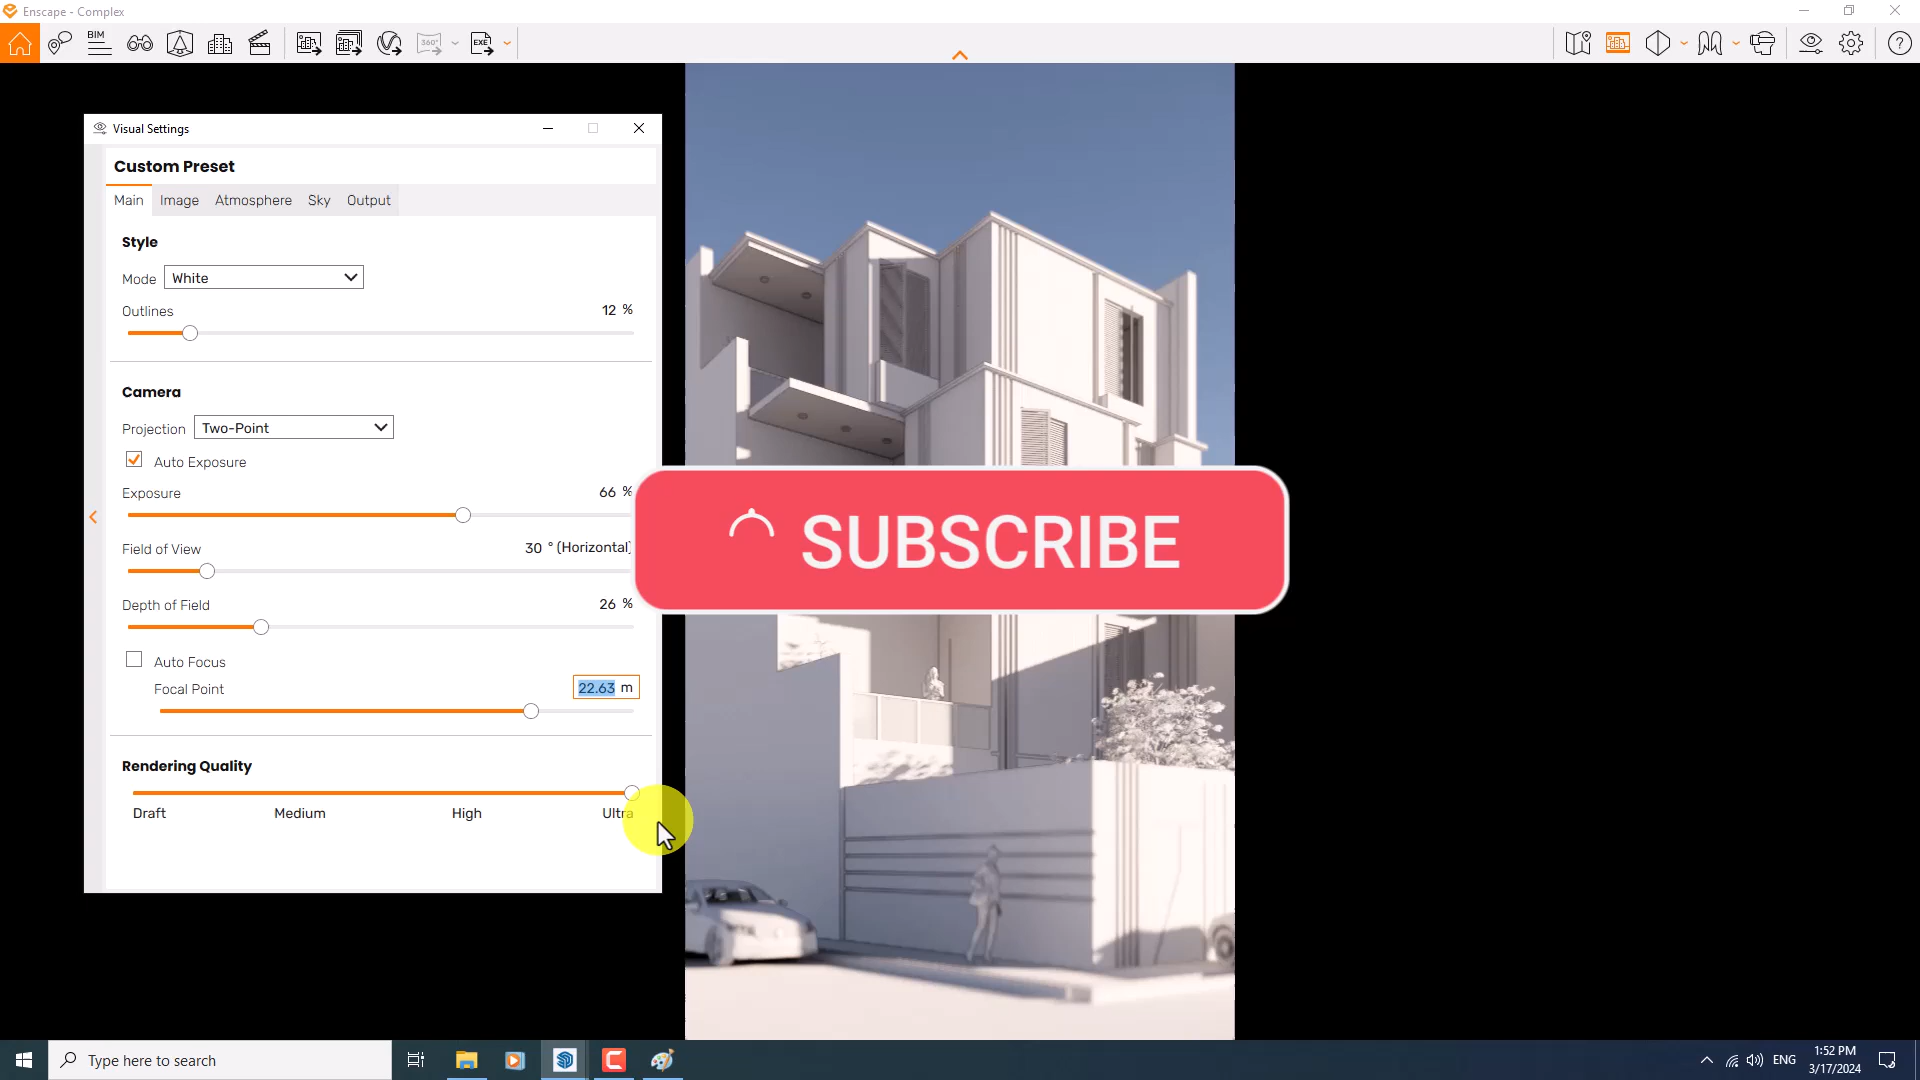 Enscape - Complex
BIM
360°
EXE
?
Visual Settings
Custom Preset
Main Image Atmosphere Sky Output
Style
Mode White
Outlines 12 %
Camera
Projection Two-Point
Auto Exposure
Exposure 66 %
Field of View 30 ° (Horizontal)
Depth of Field 26 %
Auto Focus
Focal Point 22.63 m
Rendering Quality
Draft Medium High Ultra
SUBSCRIBE
Type here to search
ENG
1:52 PM
3/17/2024